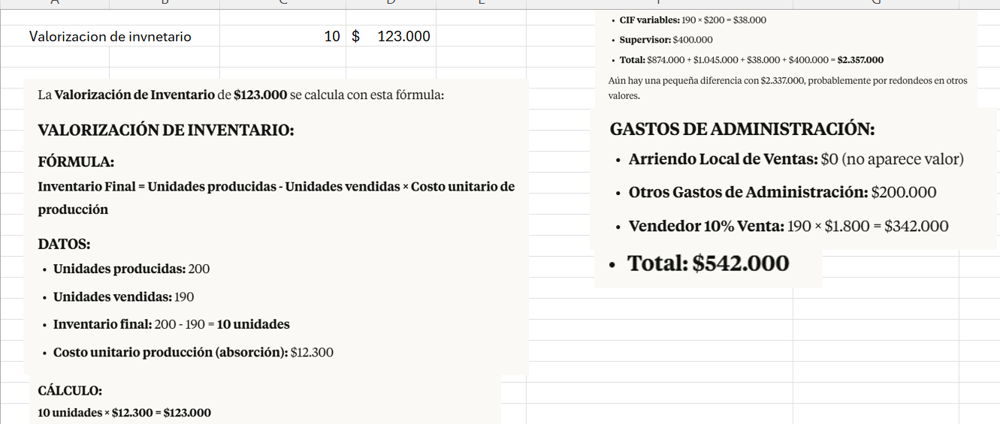 Valorizacion de invnetario 10 $ 123.000
La Valorización de Inventario de $123.000 se calcula con esta fórmula:
VALORIZACIÓN DE INVENTARIO:
FÓRMULA:
Inventario Final = Unidades producidas - Unidades vendidas × Costo unitario de
producción
DATOS:
• Unidades producidas: 200
• Unidades vendidas: 190
• Inventario final: 200 - 190 = 10 unidades
• Costo unitario producción (absorción): $12.300
CÁLCULO:
10 unidades × $12.300 = $123.000
• CIF variables: 190 × $200 = $38.000
• Supervisor: $400.000
• Total: $874.000 + $1.045.000 + $38.000 + $400.000 = $2.357.000
Aún hay una pequeña diferencia con $2.337.000, probablemente por redondeos en otros
valores.
GASTOS DE ADMINISTRACIÓN:
• Arriendo Local de Ventas: $0 (no aparece valor)
• Otros Gastos de Administración: $200.000
• Vendedor 10% Venta: 190 × $1.800 = $342.000
• Total: $542.000